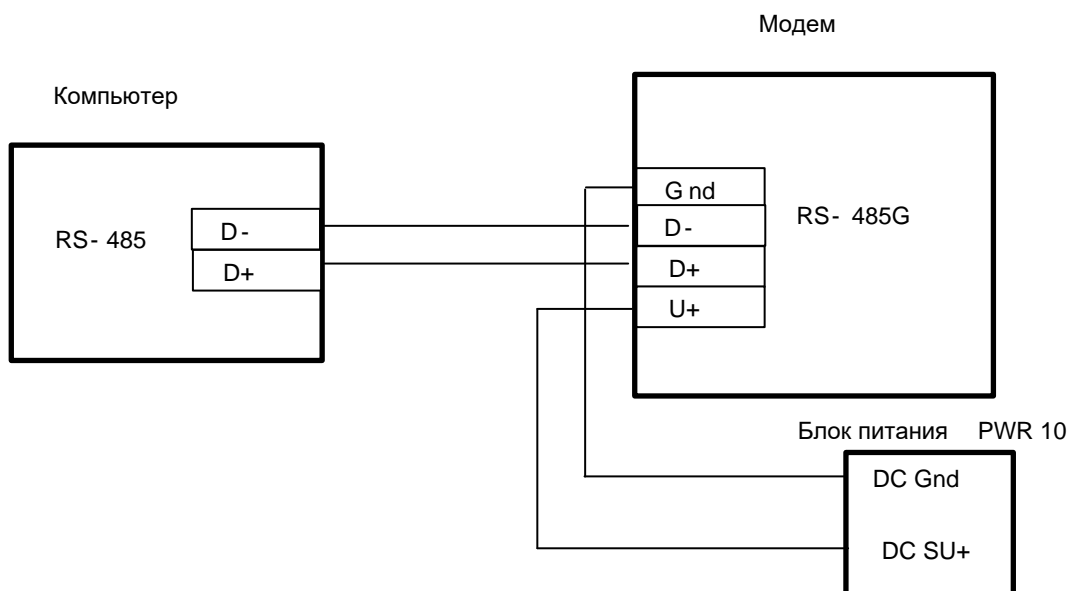 Модем
Компьютер
RS- 485
D -
D+
G nd
D -
D+
U+
RS- 485G
Блок питания PWR 10
DC Gnd
DC SU+